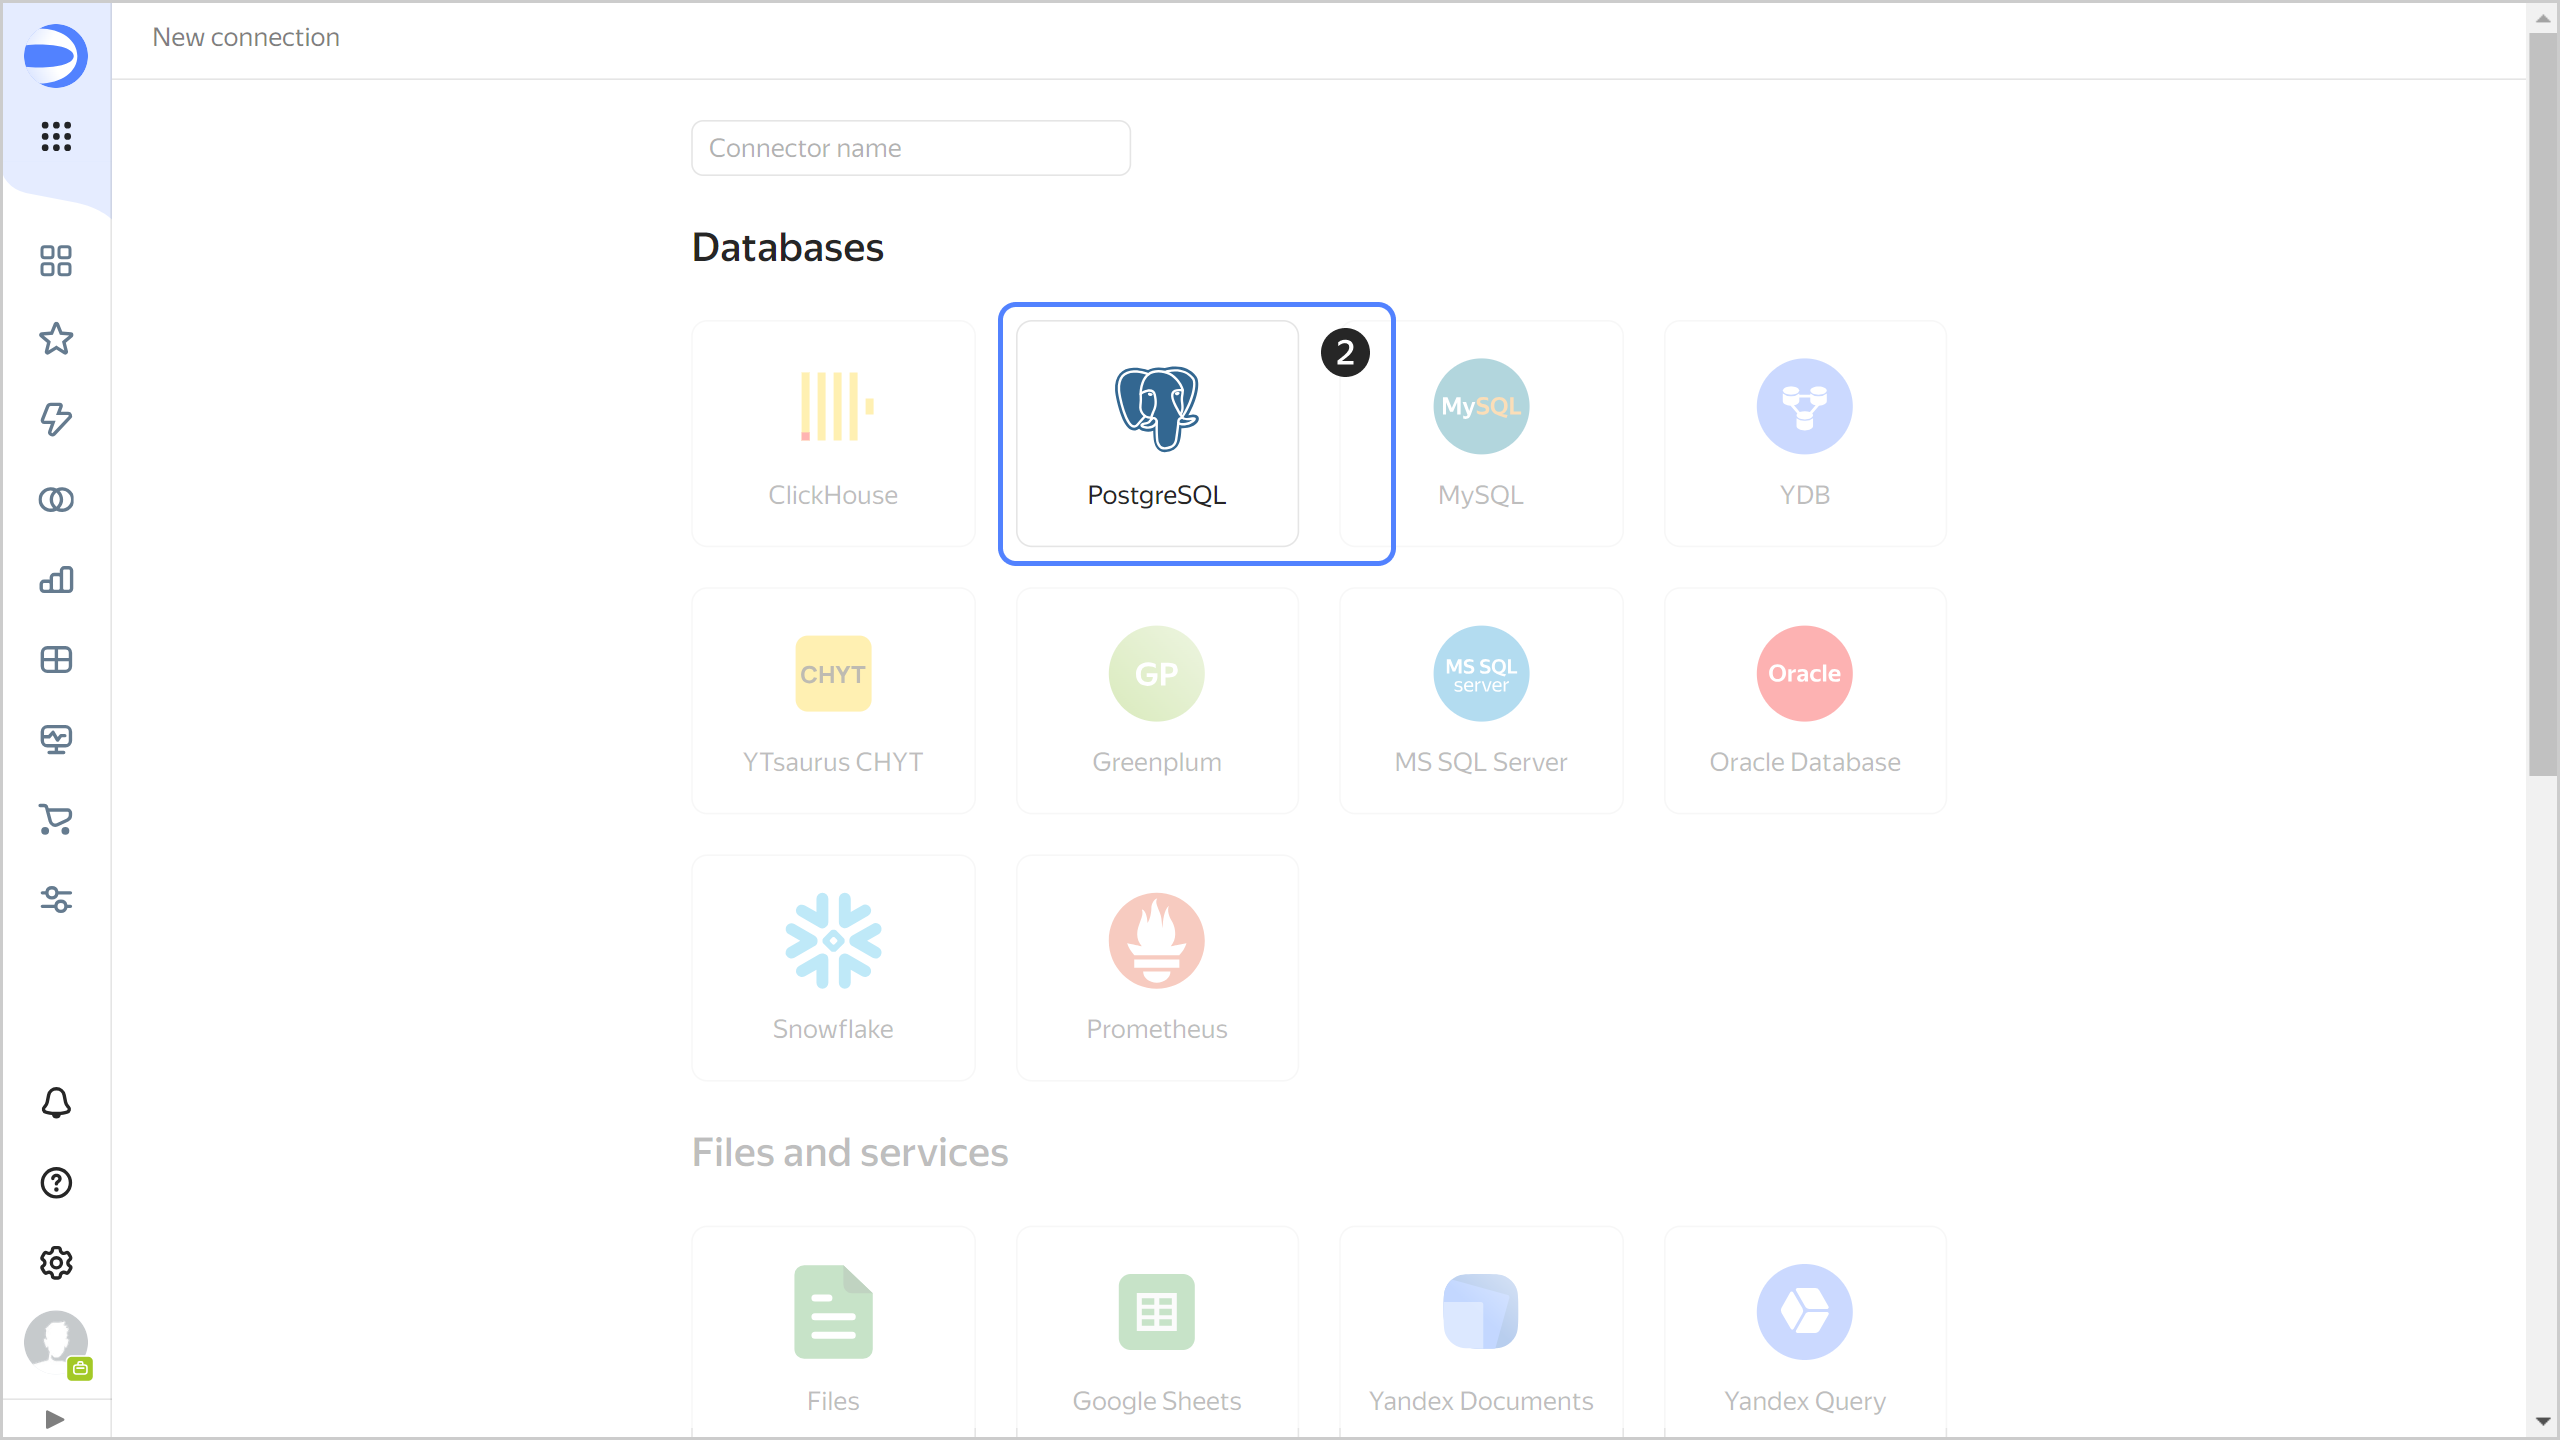 New connection
Connector name
Databases
2
MySQL
ClickHouse
PostgreSQL
MySQL
YDB
CHYT
GP
MS SQL
server
Oracle
YTsaurus CHYT
Greenplum
MS SQL Server
Oracle Database
Snowflake
Prometheus
Files and services
Files
Google Sheets
Yandex Documents
Yandex Query